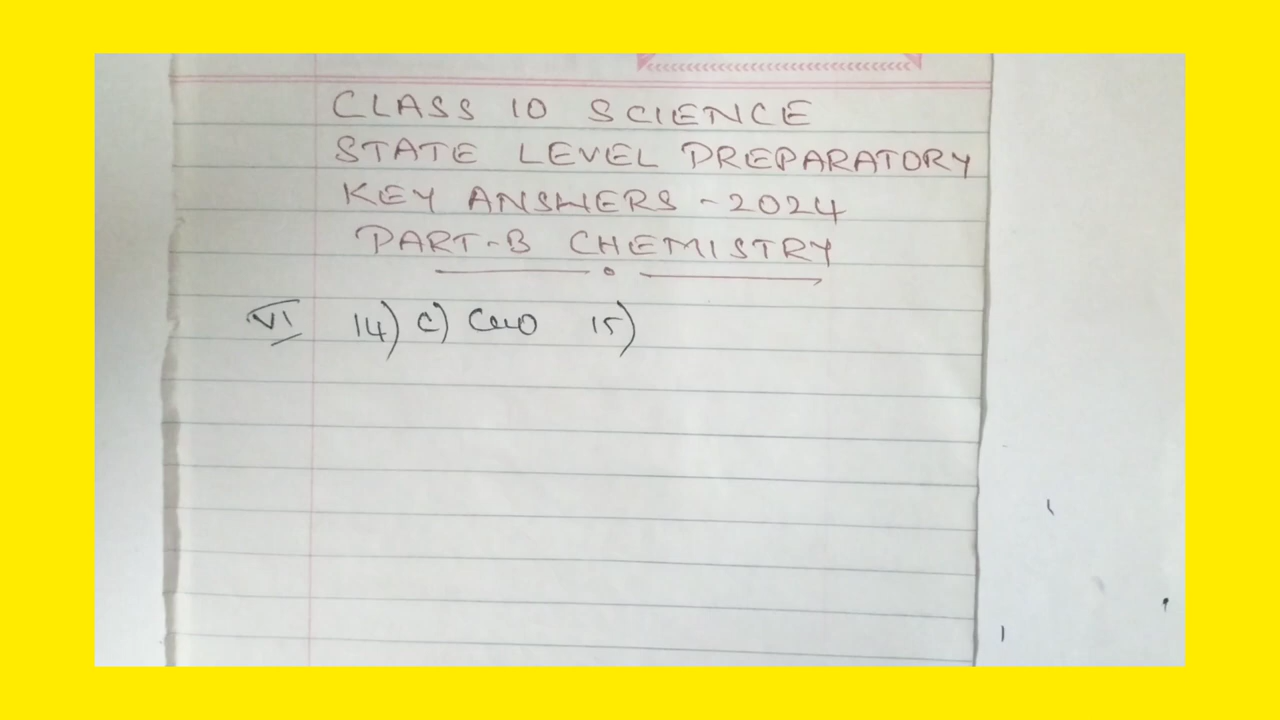 CLASS 10 SCIENCE
STATE LEVEL PREPARATORY
KEY ANSWERS - 2024
PART-B CHEMISTRY
VI 14) C) CuO 15)